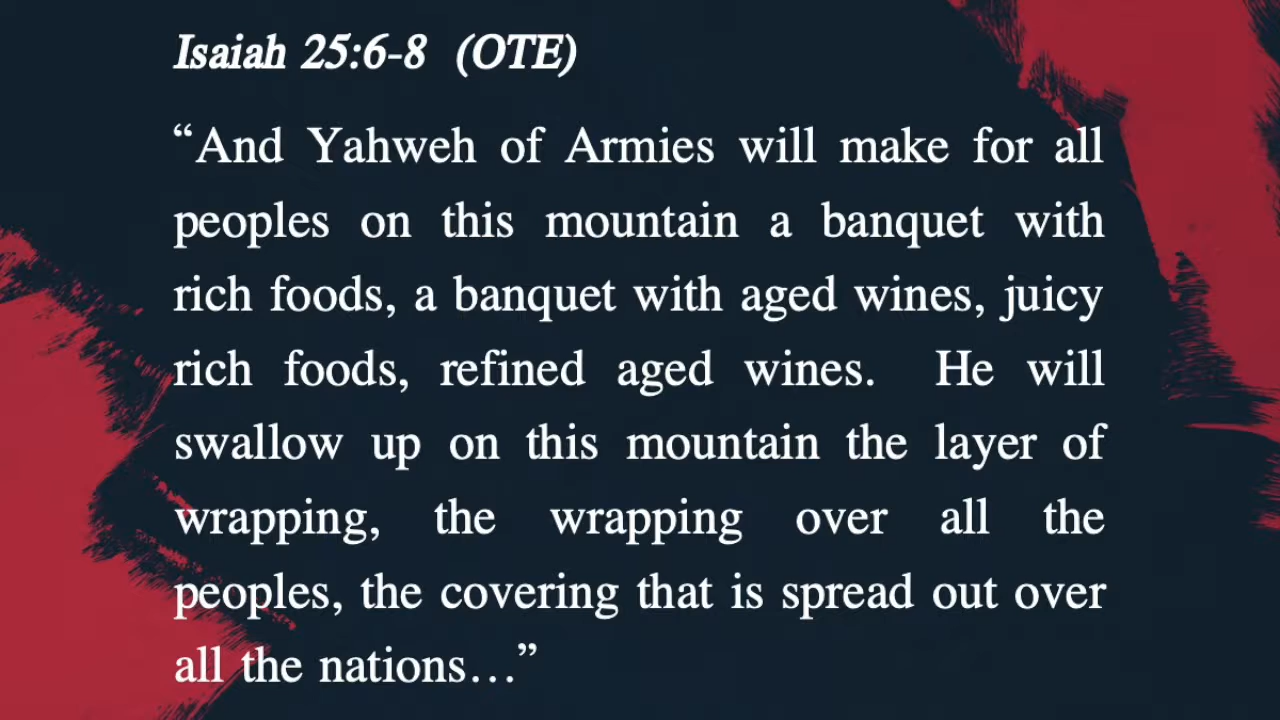 Isaiah 25:6-8 (OTE)
“And Yahweh of Armies will make for all
peoples on this mountain a banquet with
rich foods, a banquet with aged wines, juicy
rich foods, refined aged wines. He will
swallow up on this mountain the layer of
wrapping, the wrapping over all the
peoples, the covering that is spread out over
all the nations…”